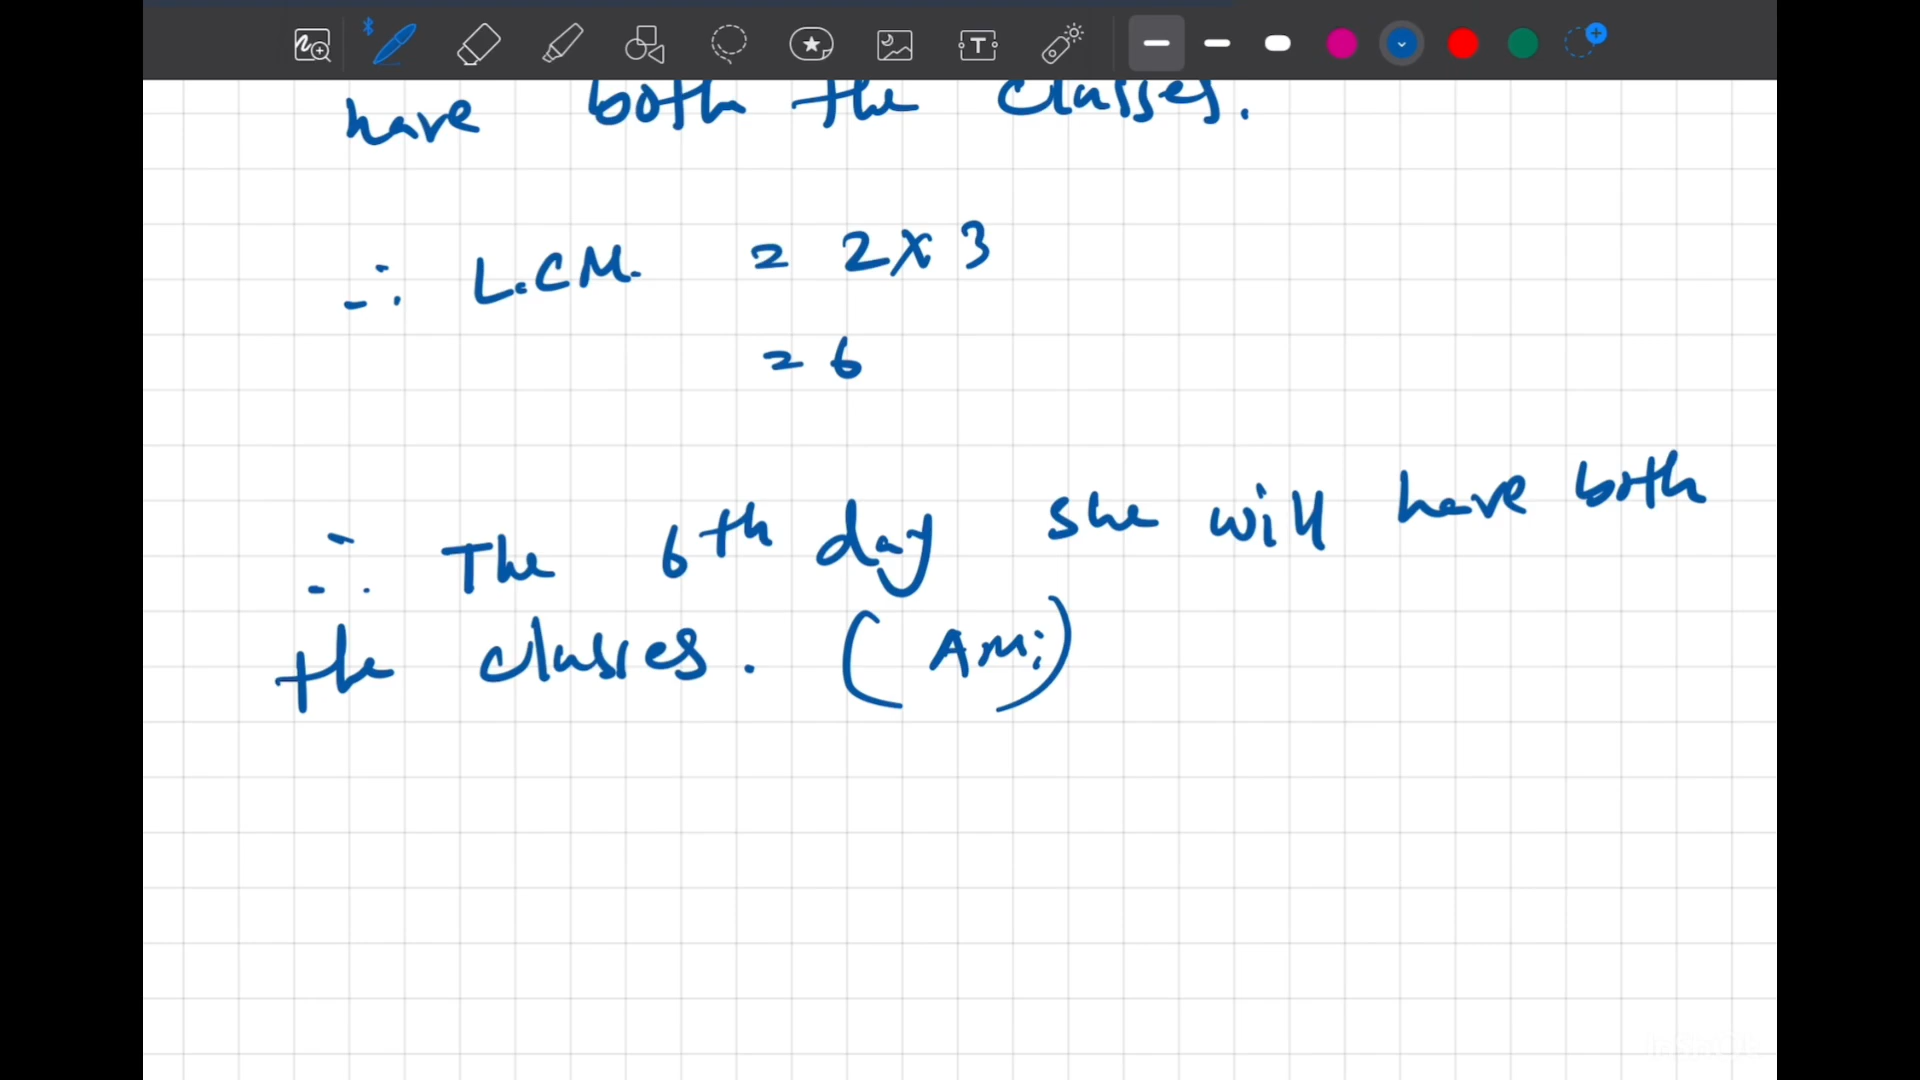 have both the classes.
∴ L.C.M. = 2 x 3
= 6
∴ The 6th day she will have both
the classes. (Ans)